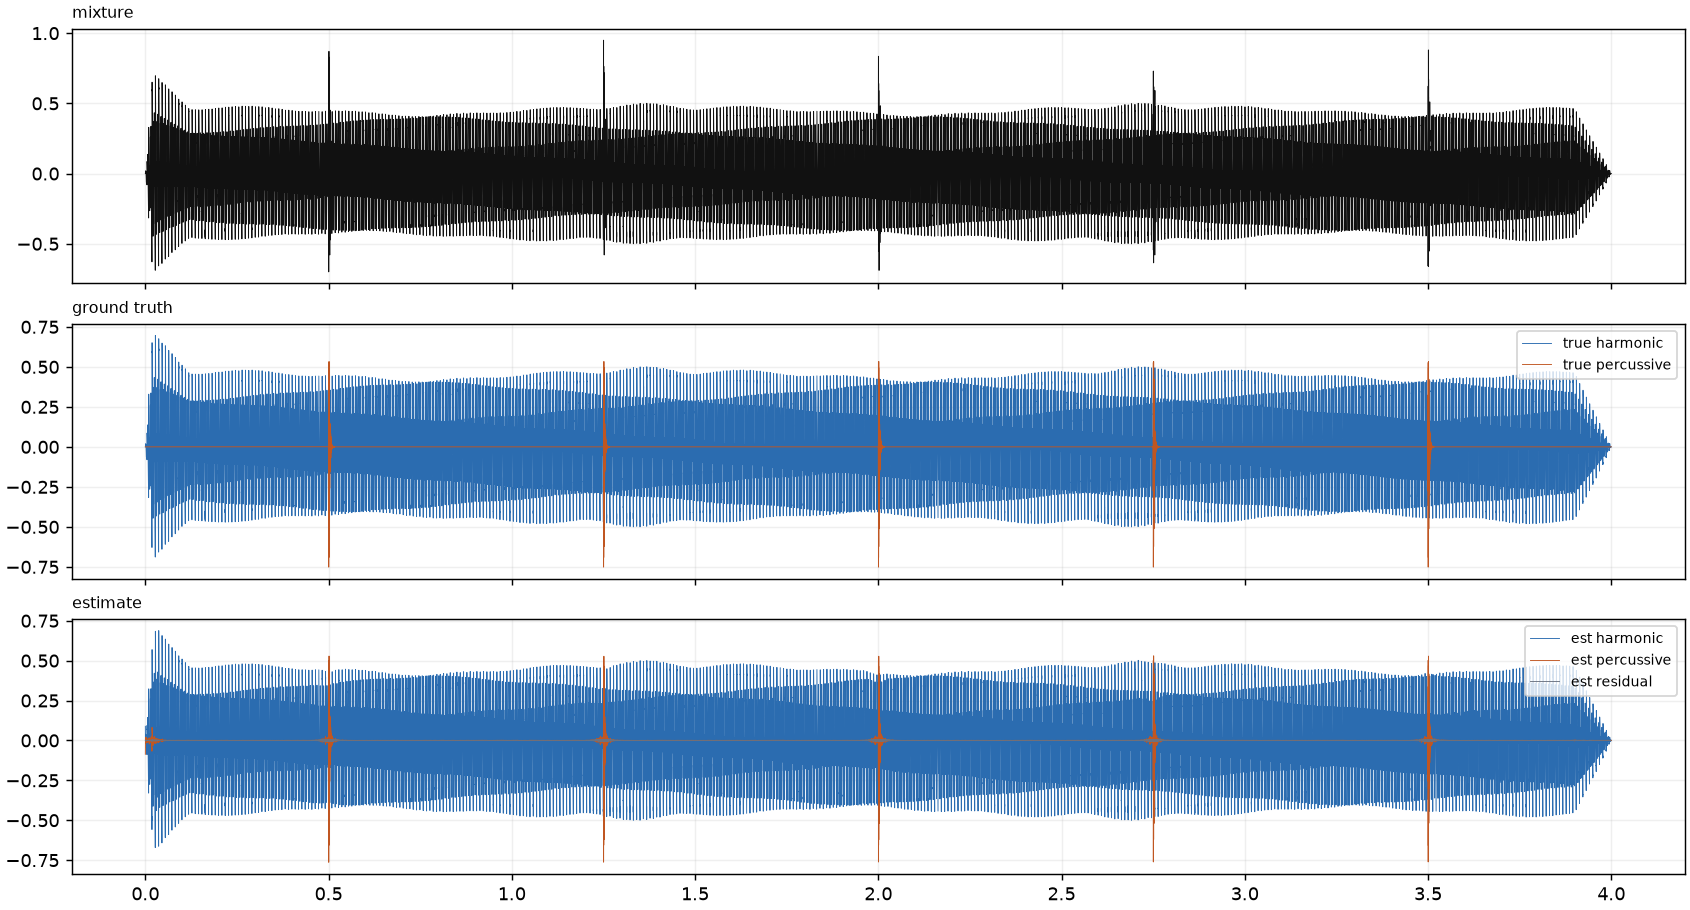 mixture
1.0
0.5
0.0
−0.5
ground truth
0.75
0.50
0.25
0.00
−0.25
−0.50
−0.75
true harmonic
true percussive
estimate
0.75
0.50
0.25
0.00
−0.25
−0.50
−0.75
est harmonic
est percussive
est residual
0.0 0.5 1.0 1.5 2.0 2.5 3.0 3.5 4.0